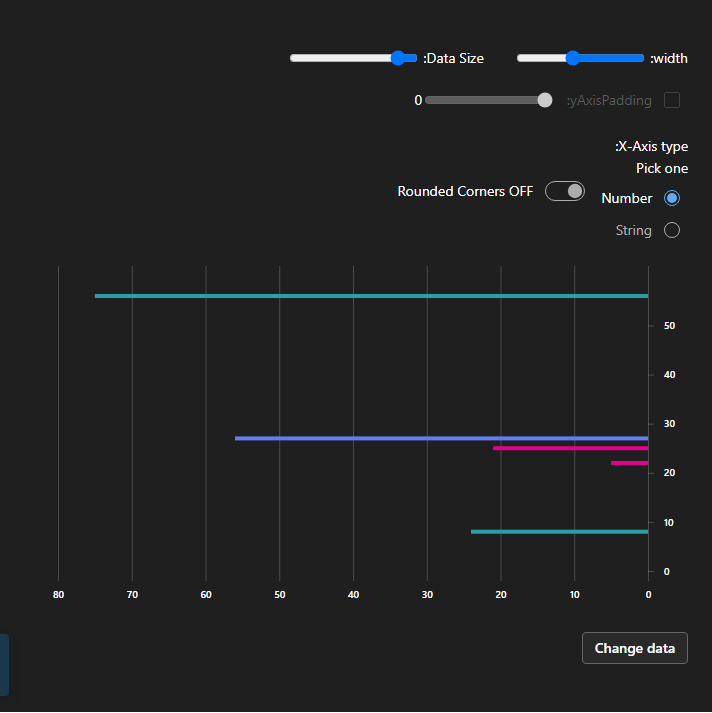 :width
:Data Size
:yAxisPadding
0
:X-Axis type
Pick one
Number
String
Rounded Corners OFF
50
40
30
20
10
0
80 70 60 50 40 30 20 10 0
Change data